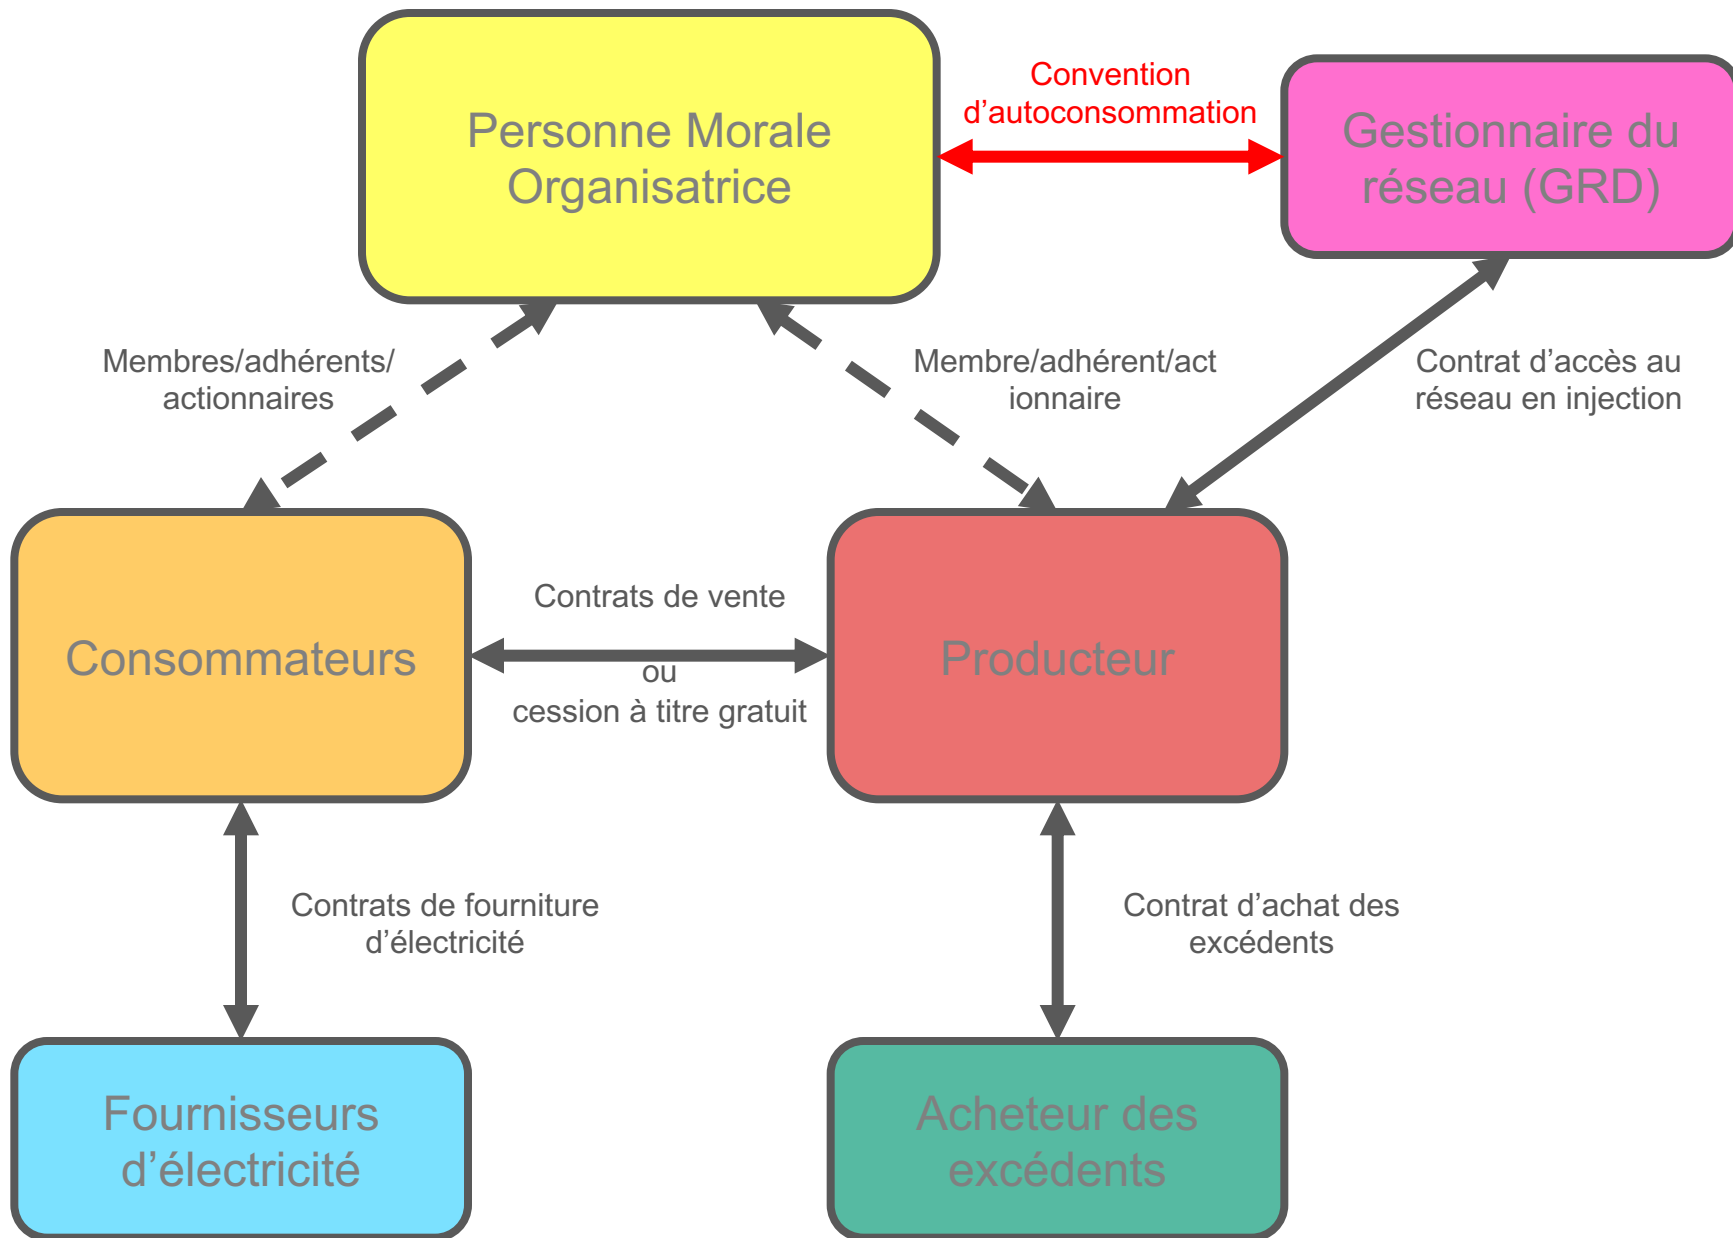 Personne Morale
Organisatrice
Convention
d’autoconsommation
Gestionnaire du
réseau (GRD)
Membres/adhérents/
actionnaires
Membre/adhérent/act
ionnaire
Contrat d’accès au
réseau en injection
Consommateurs
Contrats de vente
ou
cession à titre gratuit
Producteur
Contrats de fourniture
d’électricité
Contrat d’achat des
excédents
Fournisseurs
d’électricité
Acheteur des
excédents